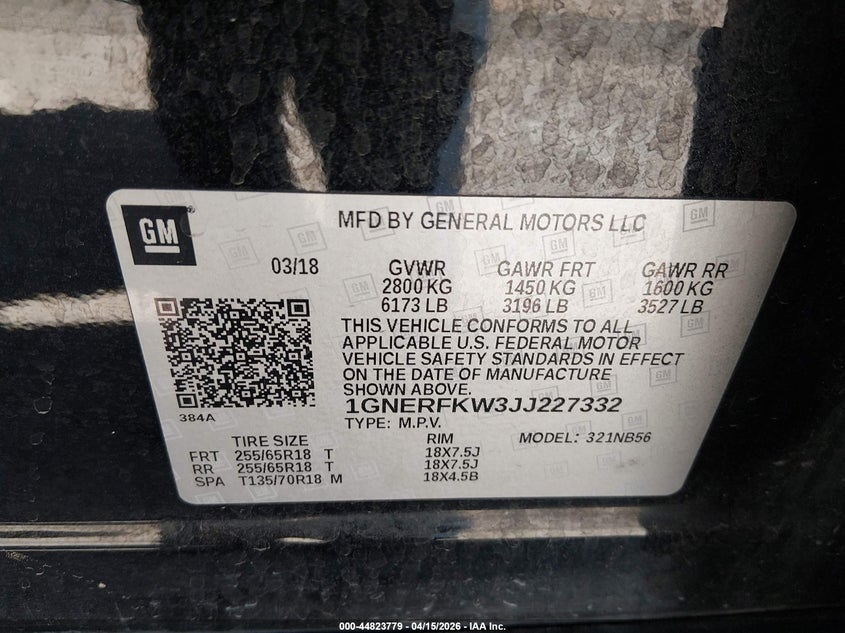 GM
MFD BY GENERAL MOTORS LLC
03/18 GVWR GAWR FRT GAWR RR
2800 KG 1450 KG 1600 KG
6173 LB 3196 LB 3527 LB
THIS VEHICLE CONFORMS TO ALL
APPLICABLE U.S. FEDERAL MOTOR
VEHICLE SAFETY STANDARDS IN EFFECT
ON THE DATE OF MANUFACTURE
SHOWN ABOVE.
384A
1GNERFKW3JJ227332
TYPE: M.P.V.
TIRE SIZE RIM MODEL: 321NB56
FRT 255/65R18 T 18X7.5J
RR 255/65R18 T 18X7.5J
SPA T135/70R18 M 18X4.5B
000-44823779 - 04/15/2026 - IAA Inc.